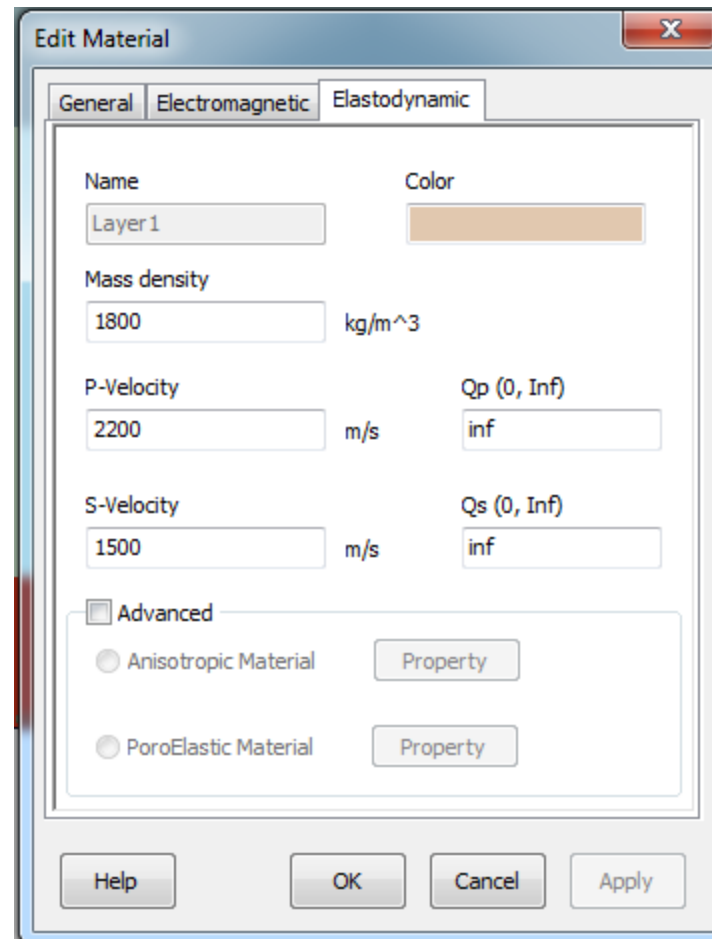 Edit Material
General Electromagnetic Elastodynamic
Name Color
Layer1
Mass density
1800 kg/m^3
P-Velocity Qp (0, Inf)
2200 m/s inf
S-Velocity Qs (0, Inf)
1500 m/s inf
Advanced
Anisotropic Material Property
PoroElastic Material Property
Help OK Cancel Apply